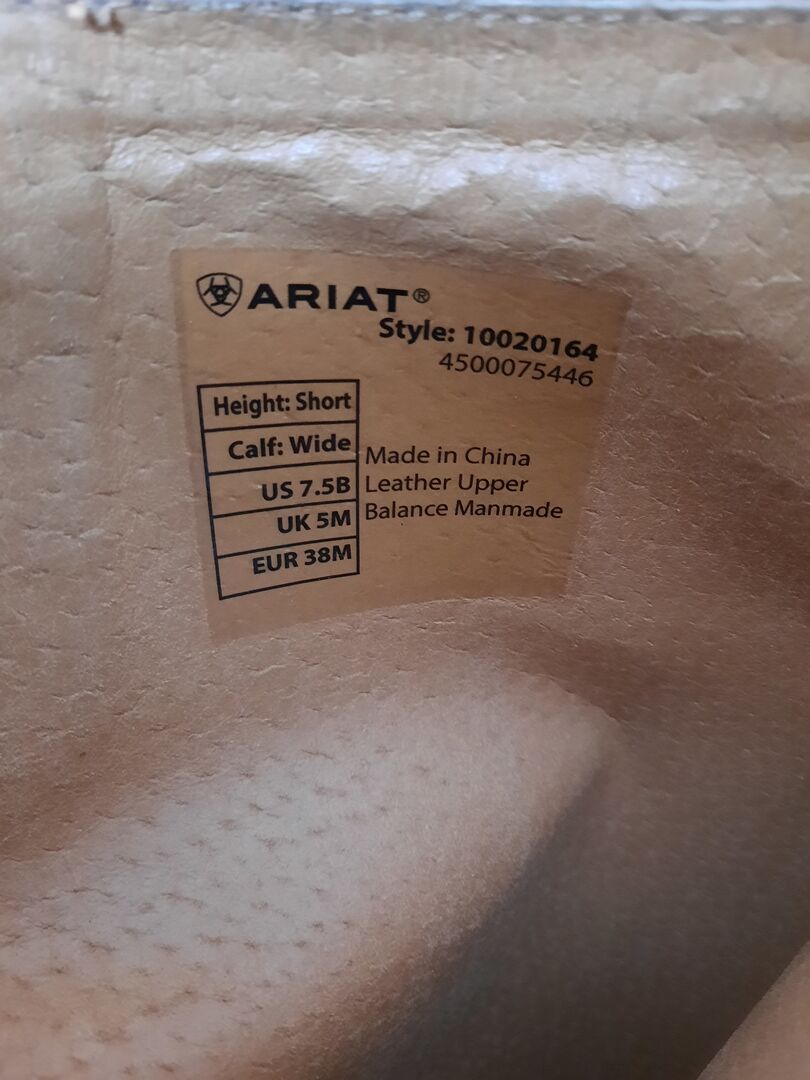 ARIAT®
Style: 10020164
4500075446
Height: Short
Calf: Wide
US 7.5B
UK 5M
EUR 38M
Made in China
Leather Upper
Balance Manmade